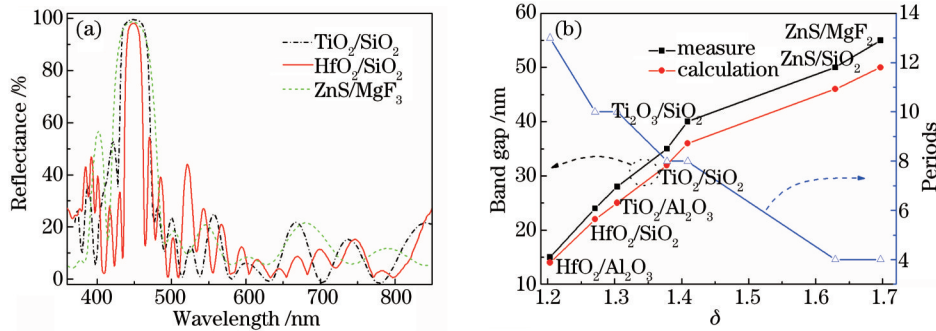 (a)
100
80
60
40
20
0
Reflectance /%
400 500 600 700 800
Wavelength /nm
TiO2/SiO2
HfO2/SiO2
ZnS/MgF3
(b)
60
50
40
30
20
10
Band gap /nm
1.2 1.3 1.4 1.5 1.6 1.7
δ
14
12
10
8
6
4
Periods
measure
calculation
ZnS/MgF2
ZnS/SiO2
Ti2O3/SiO2
TiO2/SiO2
TiO2/Al2O3
HfO2/SiO2
HfO2/Al2O3